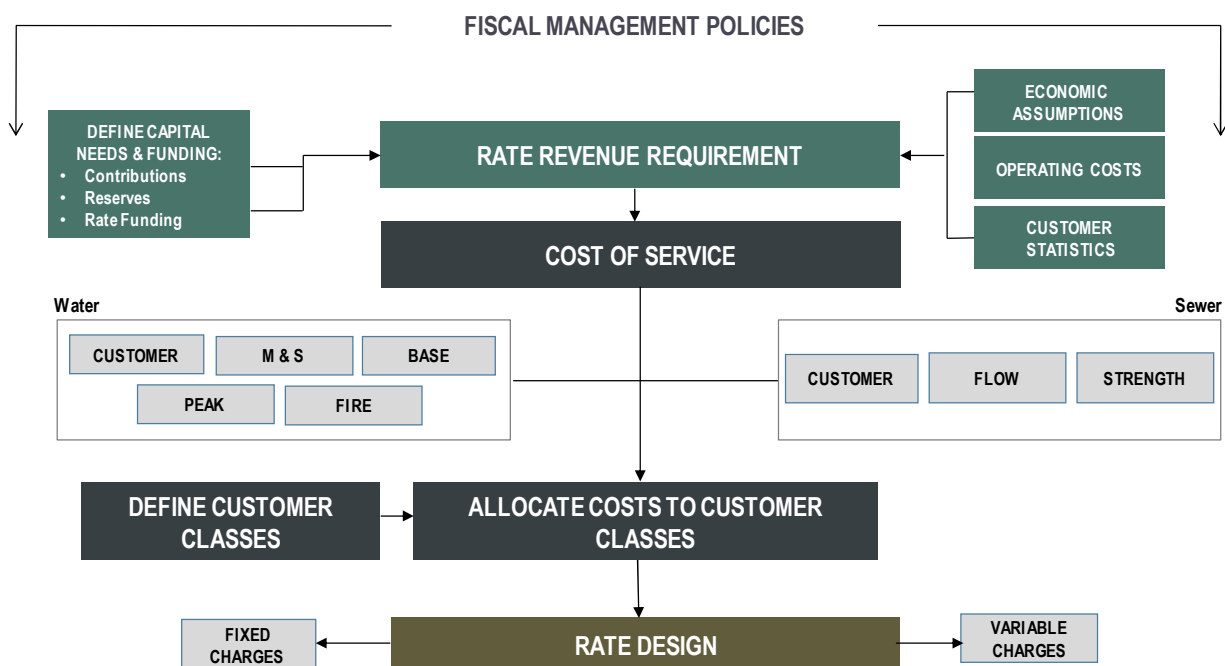 FISCAL MANAGEMENT POLICIES
DEFINE CAPITAL
NEEDS & FUNDING:
• Contributions
• Reserves
• Rate Funding
RATE REVENUE REQUIREMENT
ECONOMIC
ASSUMPTIONS
OPERATING COSTS
CUSTOMER
STATISTICS
COST OF SERVICE
Water
CUSTOMER
M & S
BASE
PEAK
FIRE
Sewer
CUSTOMER
FLOW
STRENGTH
DEFINE CUSTOMER
CLASSES
ALLOCATE COSTS TO CUSTOMER
CLASSES
FIXED
CHARGES
RATE DESIGN
VARIABLE
CHARGES